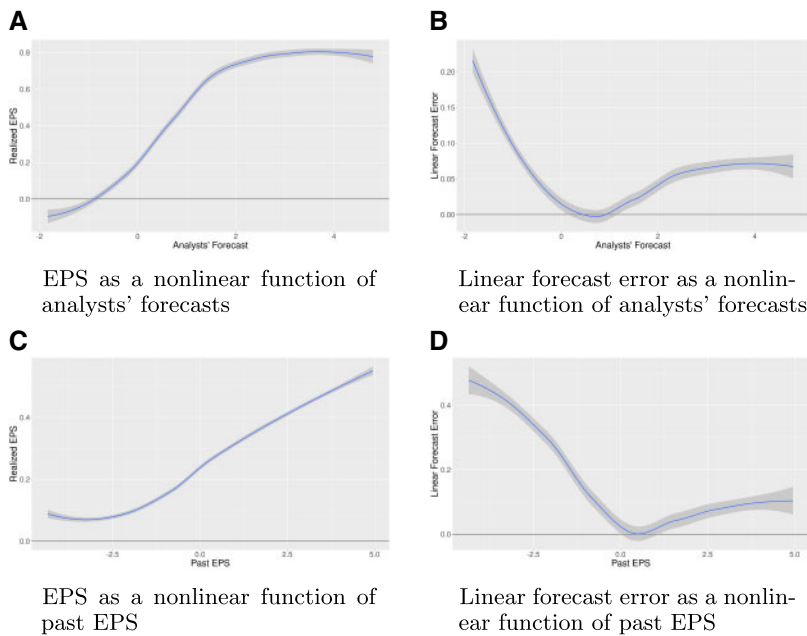 A
B
0.8
0.6
0.4
0.2
0.0
Realized EPS
-2
0
2
4
Analysts' Forecast
0.20
0.15
0.10
0.05
0.00
Linear Forecast Error
-2
0
2
4
Analysts' Forecast
EPS as a nonlinear function of
analysts' forecasts
Linear forecast error as a nonlin-
ear function of analysts' forecasts
C
D
0.4
0.2
0.0
Realized EPS
-2.5
0.0
2.5
5.0
Past EPS
0.4
0.2
0.0
Linear Forecast Error
-2.5
0.0
2.5
5.0
Past EPS
EPS as a nonlinear function of
past EPS
Linear forecast error as a nonlin-
ear function of past EPS